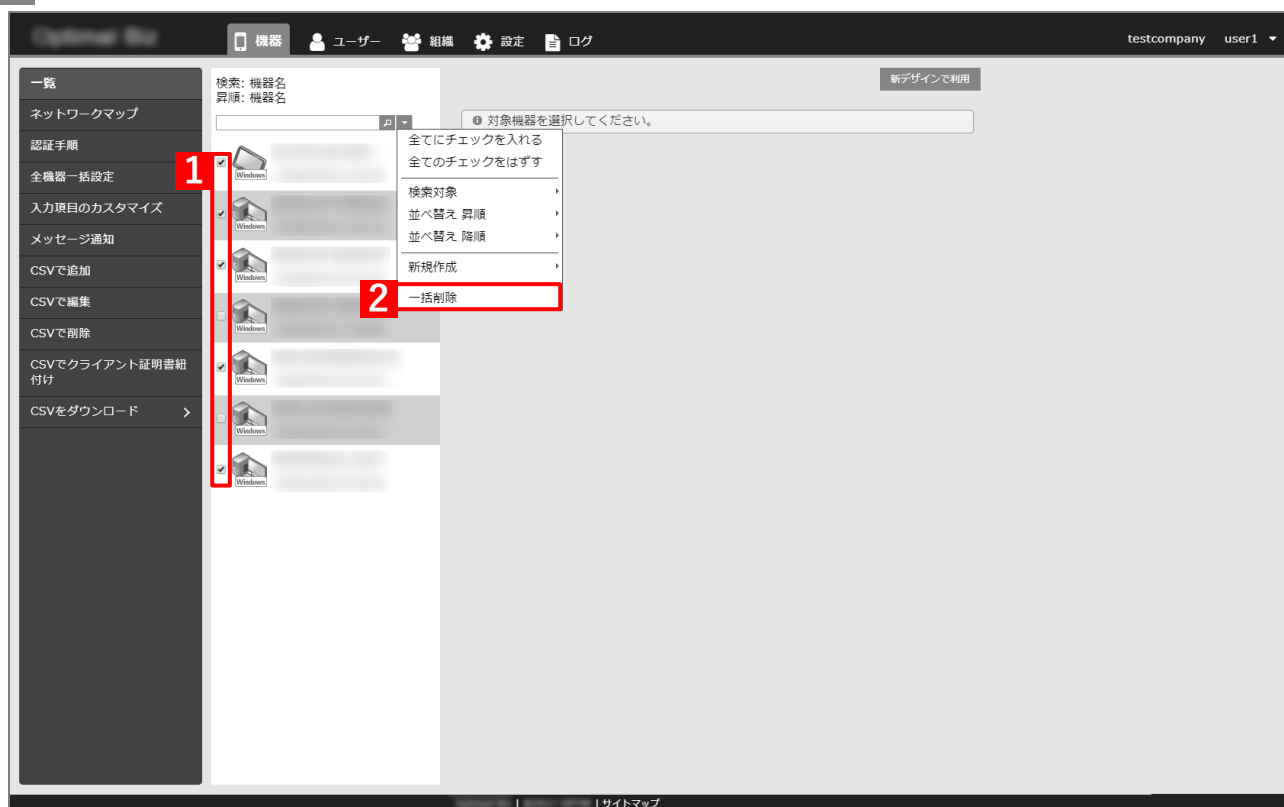 機器
ユーザー
組織
設定
ログ
testcompany user1
一覧
ネットワークマップ
認証手順
全機器一括設定
入力項目のカスタマイズ
メッセージ通知
CSVで追加
CSVで編集
CSVで削除
CSVでクライアント証明書紐
付け
CSVをダウンロード
検索: 機器名
昇順: 機器名
新デザインで利用
対象機器を選択してください。
全てにチェックを入れる
全てのチェックをはずす
検索対象
並べ替え 昇順
並べ替え 降順
新規作成
2
一括削除
1
Windows
Windows
Windows
Windows
Windows
Windows
Windows
| | サイトマップ